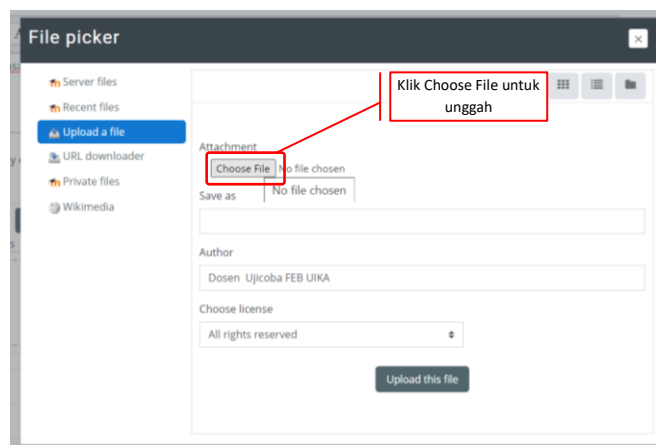 File picker
×
Server files
Recent files
Upload a file
URL downloader
Private files
Wikimedia
Klik Choose File untuk
unggah
Attachment
Choose File No file chosen
No file chosen
Save as
Author
Dosen Ujicoba FEB UIKA
Choose license
All rights reserved
Upload this file